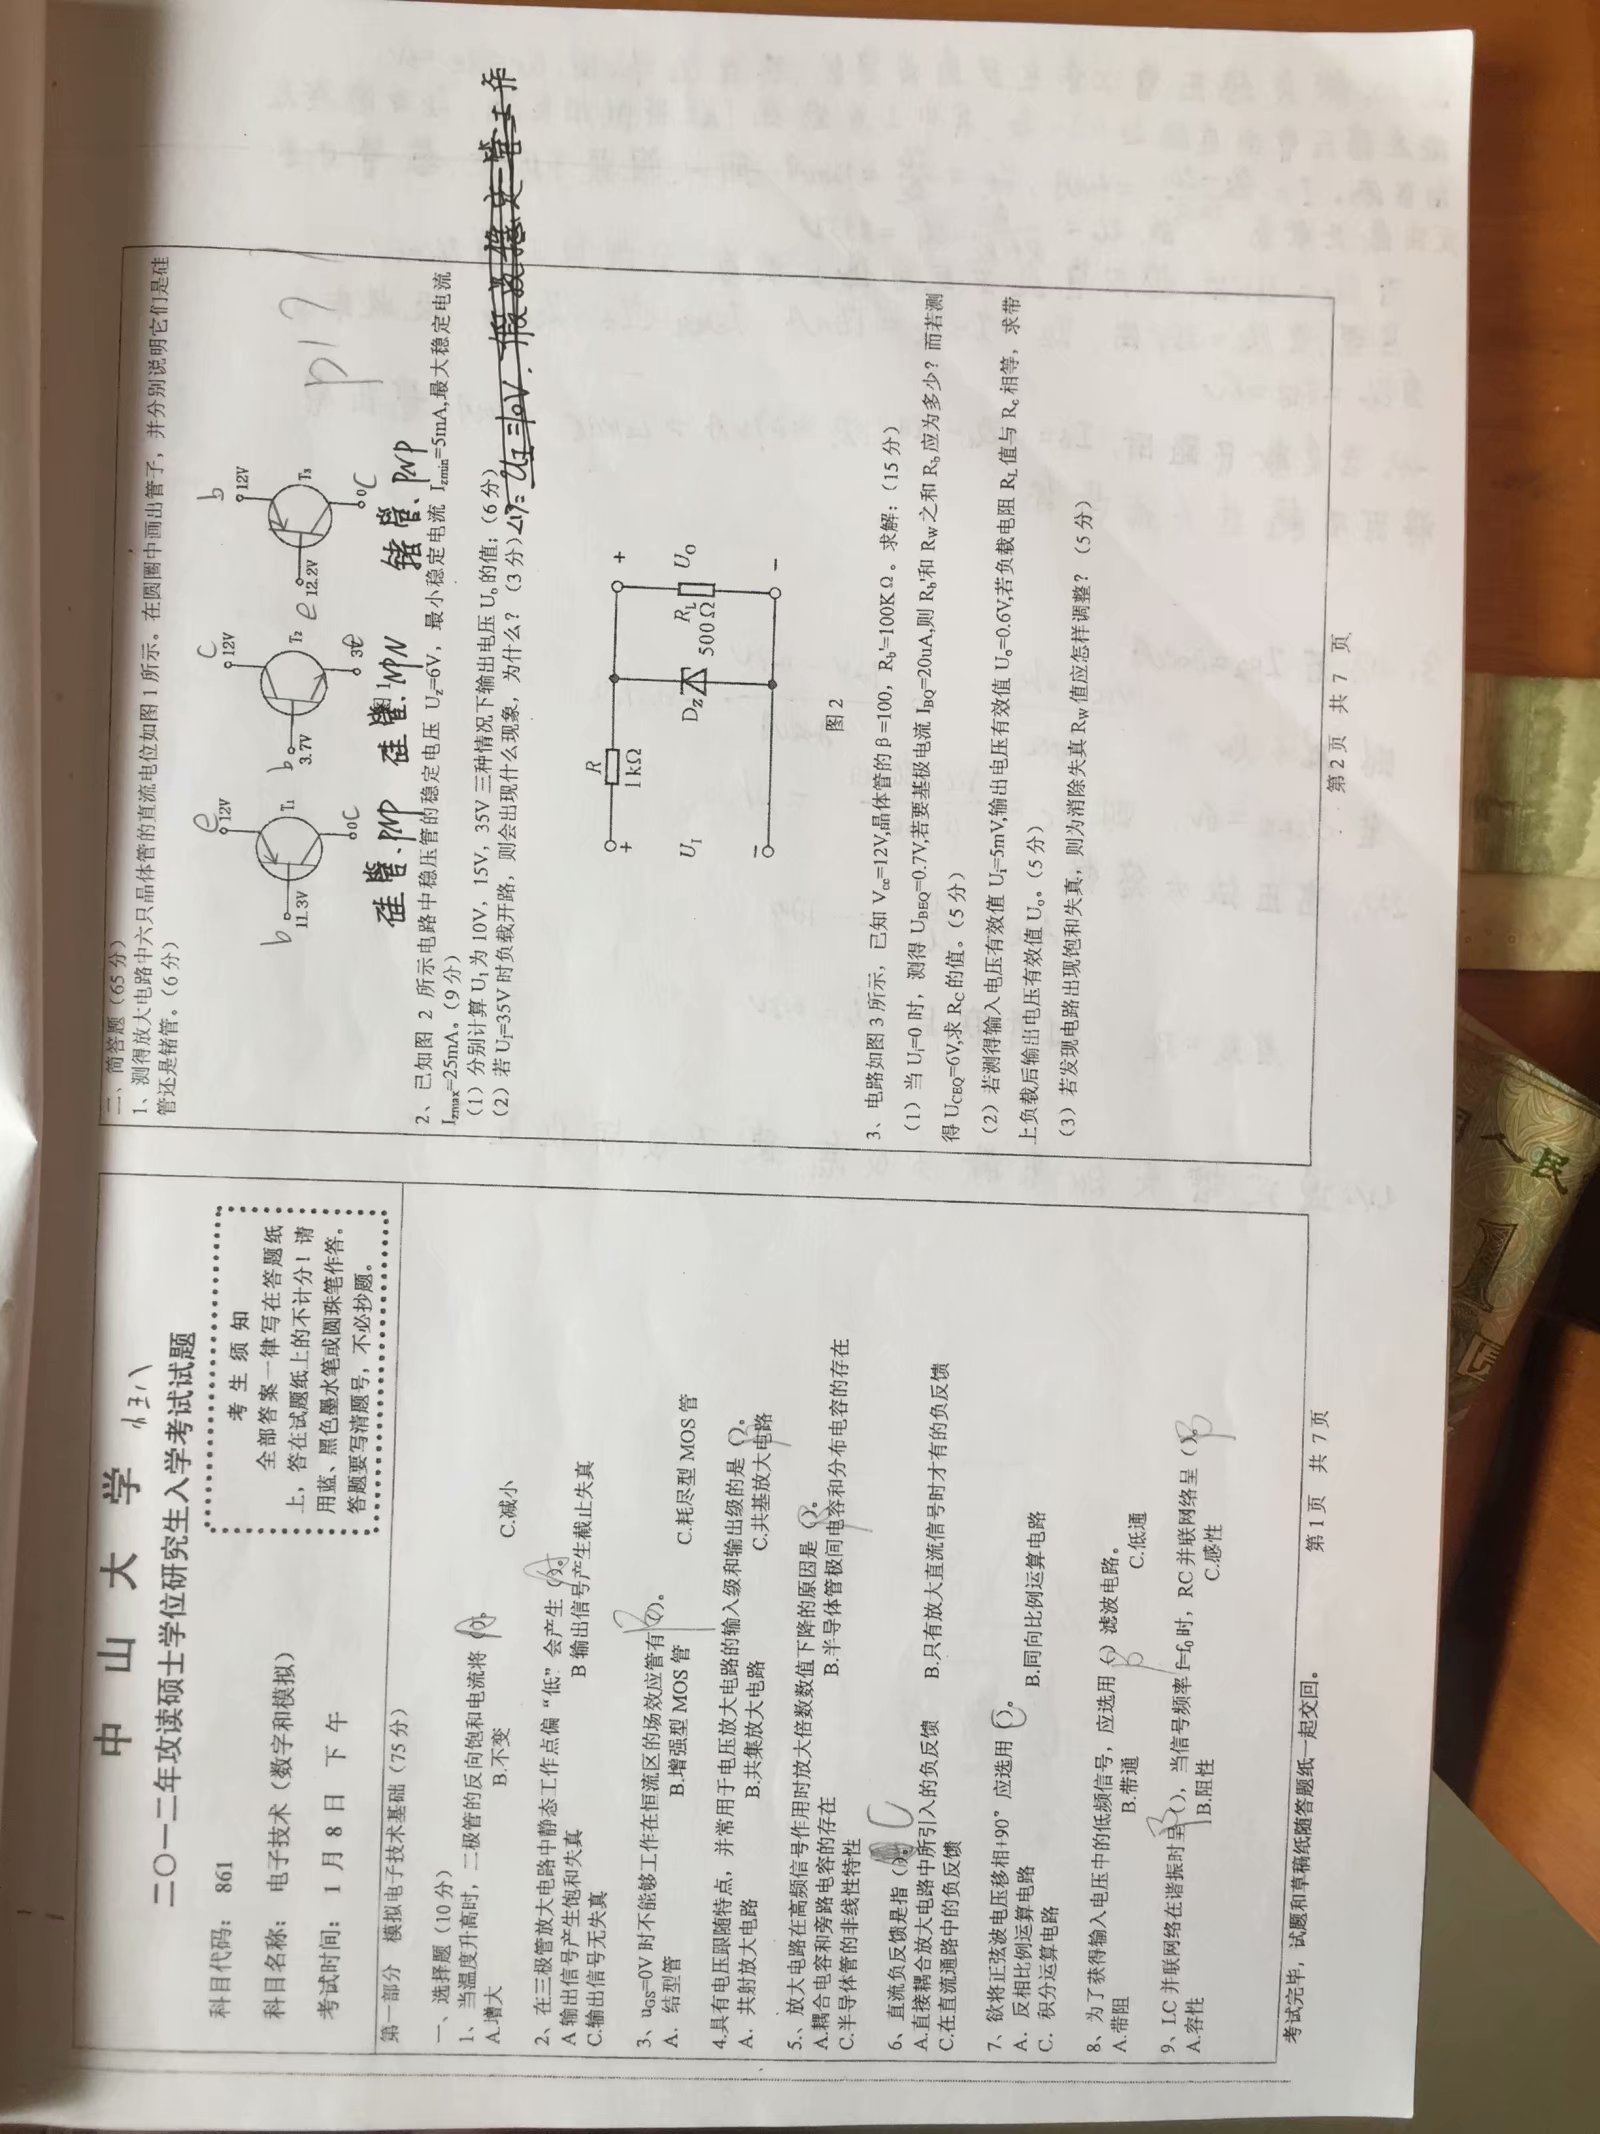 中 山 大 学
二〇一二年攻读硕士学位研究生入学考试试题
科目代码： 861
科目名称： 电子技术（数字和模拟）
考试时间： 1 月 8 日 下 午
考 生 须 知
全部答案一律写在答题纸
上，答在试题纸上的不计分！请
用蓝、黑色墨水笔或圆珠笔作答。
答题要写清题号，不必抄题。
第一部分 模拟电子技术基础（75 分）
一、 选择题（10 分）
1、当温度升高时，二极管的反向饱和电流将 A 。
A.增大 B.不变 C.减小
2、在三极管放大电路中静态工作点偏“低”会产生
A 输出信号产生饱和失真 B 输出信号产生截止失真
C.输出信号无失真
3、uGS=0V 时不能够工作在恒流区的场效应管有 B 。
A． 结型管 B.增强型 MOS 管 C.耗尽型 MOS 管
4.具有电压跟随特点，并常用于电压放大电路的输入级和输出级的是 B 。
A． 共射放大电路 B.共集放大电路 C.共基放大电路
5.、放大电路在高频信号作用时放大倍数数值下降的原因是 B 。
A.耦合电容和旁路电容的存在 B.半导体管极间电容和分布电容的存在
C.半导体管的非线性特性
6、直流负反馈是指（ ）。 C
A.直接耦合放大电路中所引入的负反馈 B.只有放大直流信号时才有的负反馈
C.在直流通路中的负反馈
7、欲将正弦波电压移相+90° 应选用 C 。
A．反相比例运算电路 B.同向比例运算电路
C．积分运算电路
8、为了获得输入电压中的低频信号，应选用（ ）滤波电路。
A.带阻 B.带通 C.低通
9、LC 并联网络在谐振时呈（ ），当信号频率 f=f₀时，RC 并联网络呈（ ）。 B B
A.容性 B.阻性 C.感性
考试完毕，试题和草稿纸随答题纸一起交回。
第 1 页 共 7 页
二、简答题（65 分）
1、测得放大电路中六只晶体管的直流电位如图 1 所示。在圆圈中画出管子，并分别说明它们是硅
管还是锗管。（6 分）
e 12V
b 11.3V T₁
0 C
c 12V
b 3.7V T₂
3 e
b 12V
e 12.2V T₃
0 C
图 1
硅管. PNP 硅管. NPN 锗管. PNP
P17
2、已知图 2 所示电路中稳压管的稳定电压 Uz=6V，最小稳定电流 Izmin=5mA,最大稳定电流
Izmax=25mA。（9 分）
（1）分别计算 U₁为 10V，15V，35V 三种情况下输出电压 U₀的值；（6 分）
（2）若 U₁=35V 时负载开路，则会出现什么现象，为什么？（3 分）
UI=10V. 假设稳定管工作
R
1kΩ
+
UI
−
DZ
RL
500Ω
+
UO
−
图 2
3、电路如图 3 所示，已知 Vcc=12V,晶体管的 β=100，Rb'=100KΩ。求解：（15 分）
（1）当 Ui=0 时，测得 UBEQ=0.7V,若要基极电流 IBQ=20uA,则 Rb'和 RW 之和 Rb应为多少？而若测
得 UCEQ=6V,求 RC 的值。（5 分）
（2）若测得输入电压有效值 Ui=5mV,输出电压有效值 Uo=0.6V,若负载电阻 RL 值与 Rc 相等，求带
上负载后输出电压有效值 Uo。（5 分）
（3）若发现电路出现饱和失真，则为消除失真 RW 值应怎样调整？（5 分）
第 2 页 共 7 页
人
民
1